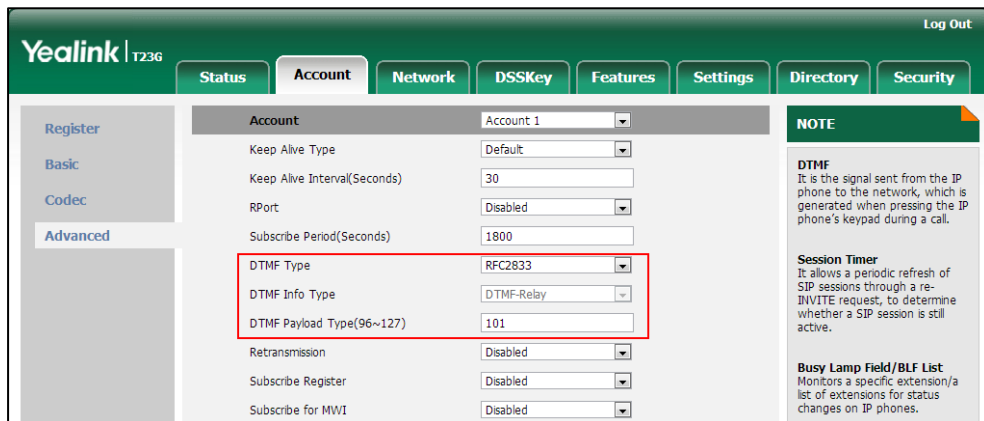 Log Out
Yealink | T23G
Status Account Network DSSKey Features Settings Directory Security
Register
Basic
Codec
Advanced
Account Account 1
Keep Alive Type Default
Keep Alive Interval(Seconds) 30
RPort Disabled
Subscribe Period(Seconds) 1800
DTMF Type RFC2833
DTMF Info Type DTMF-Relay
DTMF Payload Type(96~127) 101
Retransmission Disabled
Subscribe Register Disabled
Subscribe for MWI Disabled
NOTE
DTMF
It is the signal sent from the IP
phone to the network, which is
generated when pressing the IP
phone's keypad during a call.
Session Timer
It allows a periodic refresh of
SIP sessions through a re-
INVITE request, to determine
whether a SIP session is still
active.
Busy Lamp Field/BLF List
Monitors a specific extension/a
list of extensions for status
changes on IP phones.